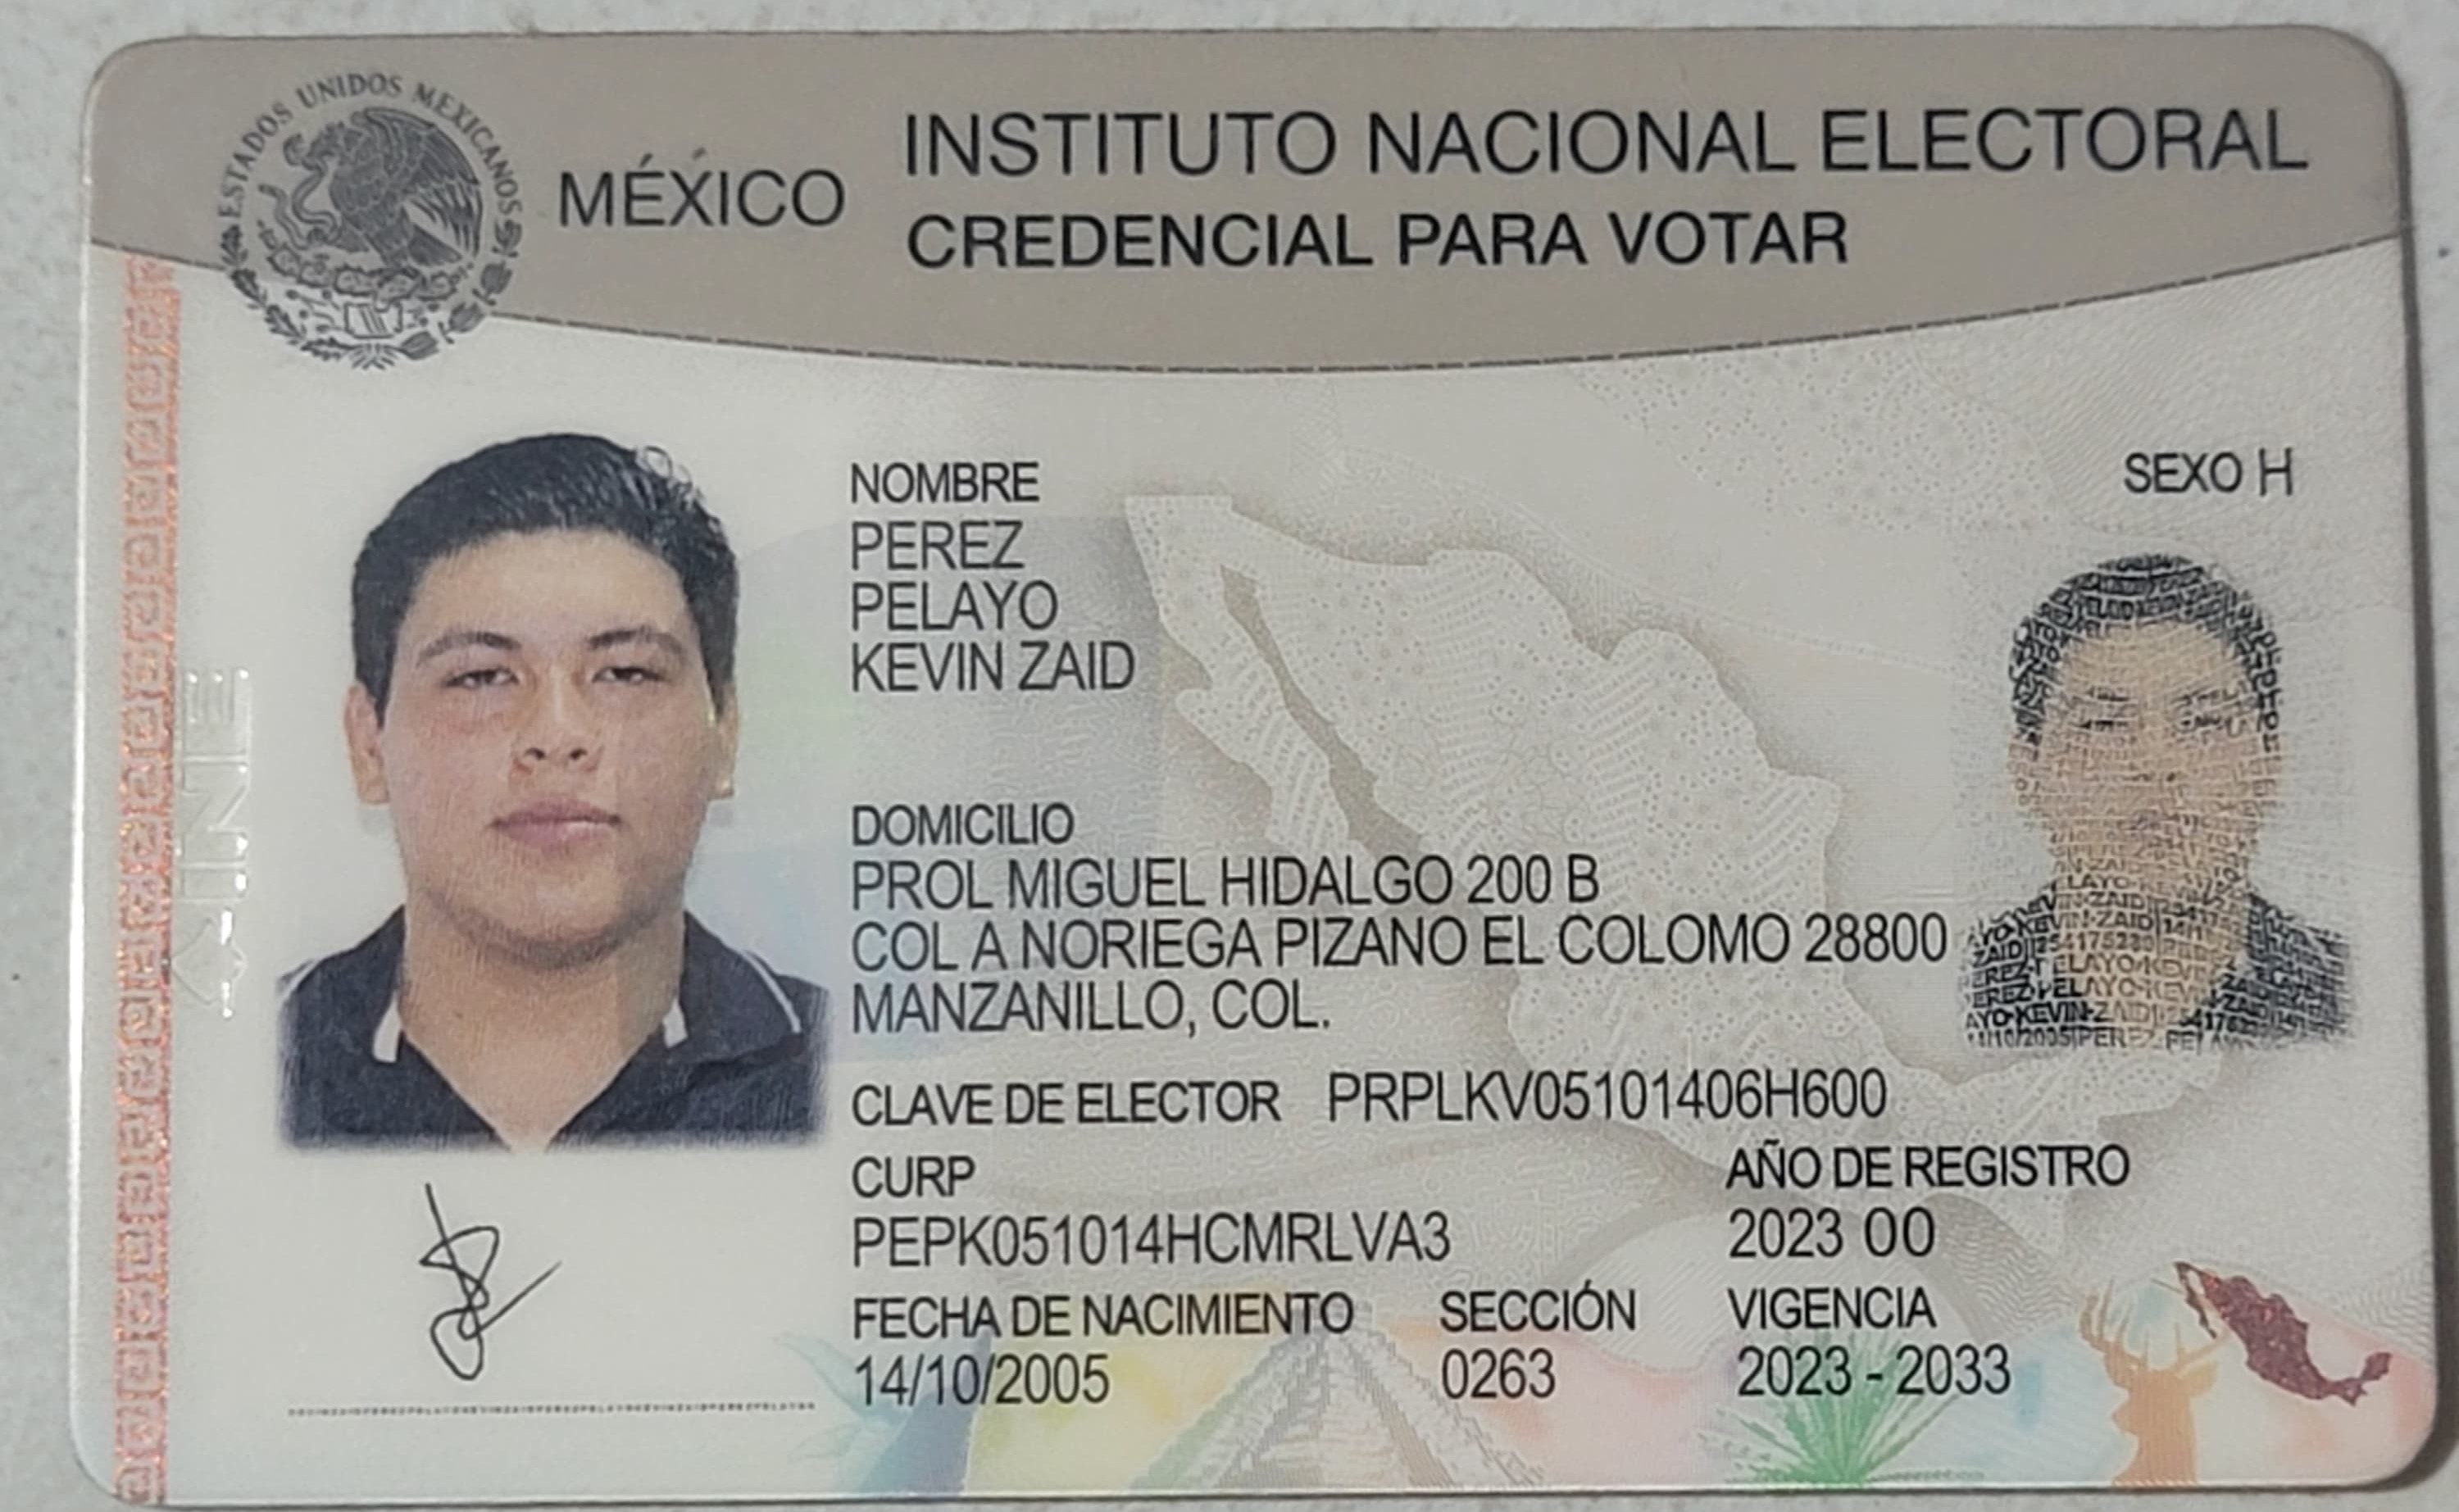 ESTADOS UNIDOS MEXICANOS
MÉXICO
INSTITUTO NACIONAL ELECTORAL
CREDENCIAL PARA VOTAR
NOMBRE
PEREZ
PELAYO
KEVIN ZAID
SEXO H
DOMICILIO
PROL MIGUEL HIDALGO 200 B
COL A NORIEGA PIZANO EL COLOMO 28800
MANZANILLO, COL.
CLAVE DE ELECTOR PRPLKV05101406H600
CURP
PEPK051014HCMRLVA3
AÑO DE REGISTRO
2023 00
FECHA DE NACIMIENTO
14/10/2005
SECCIÓN
0263
VIGENCIA
2023 - 2033
INE